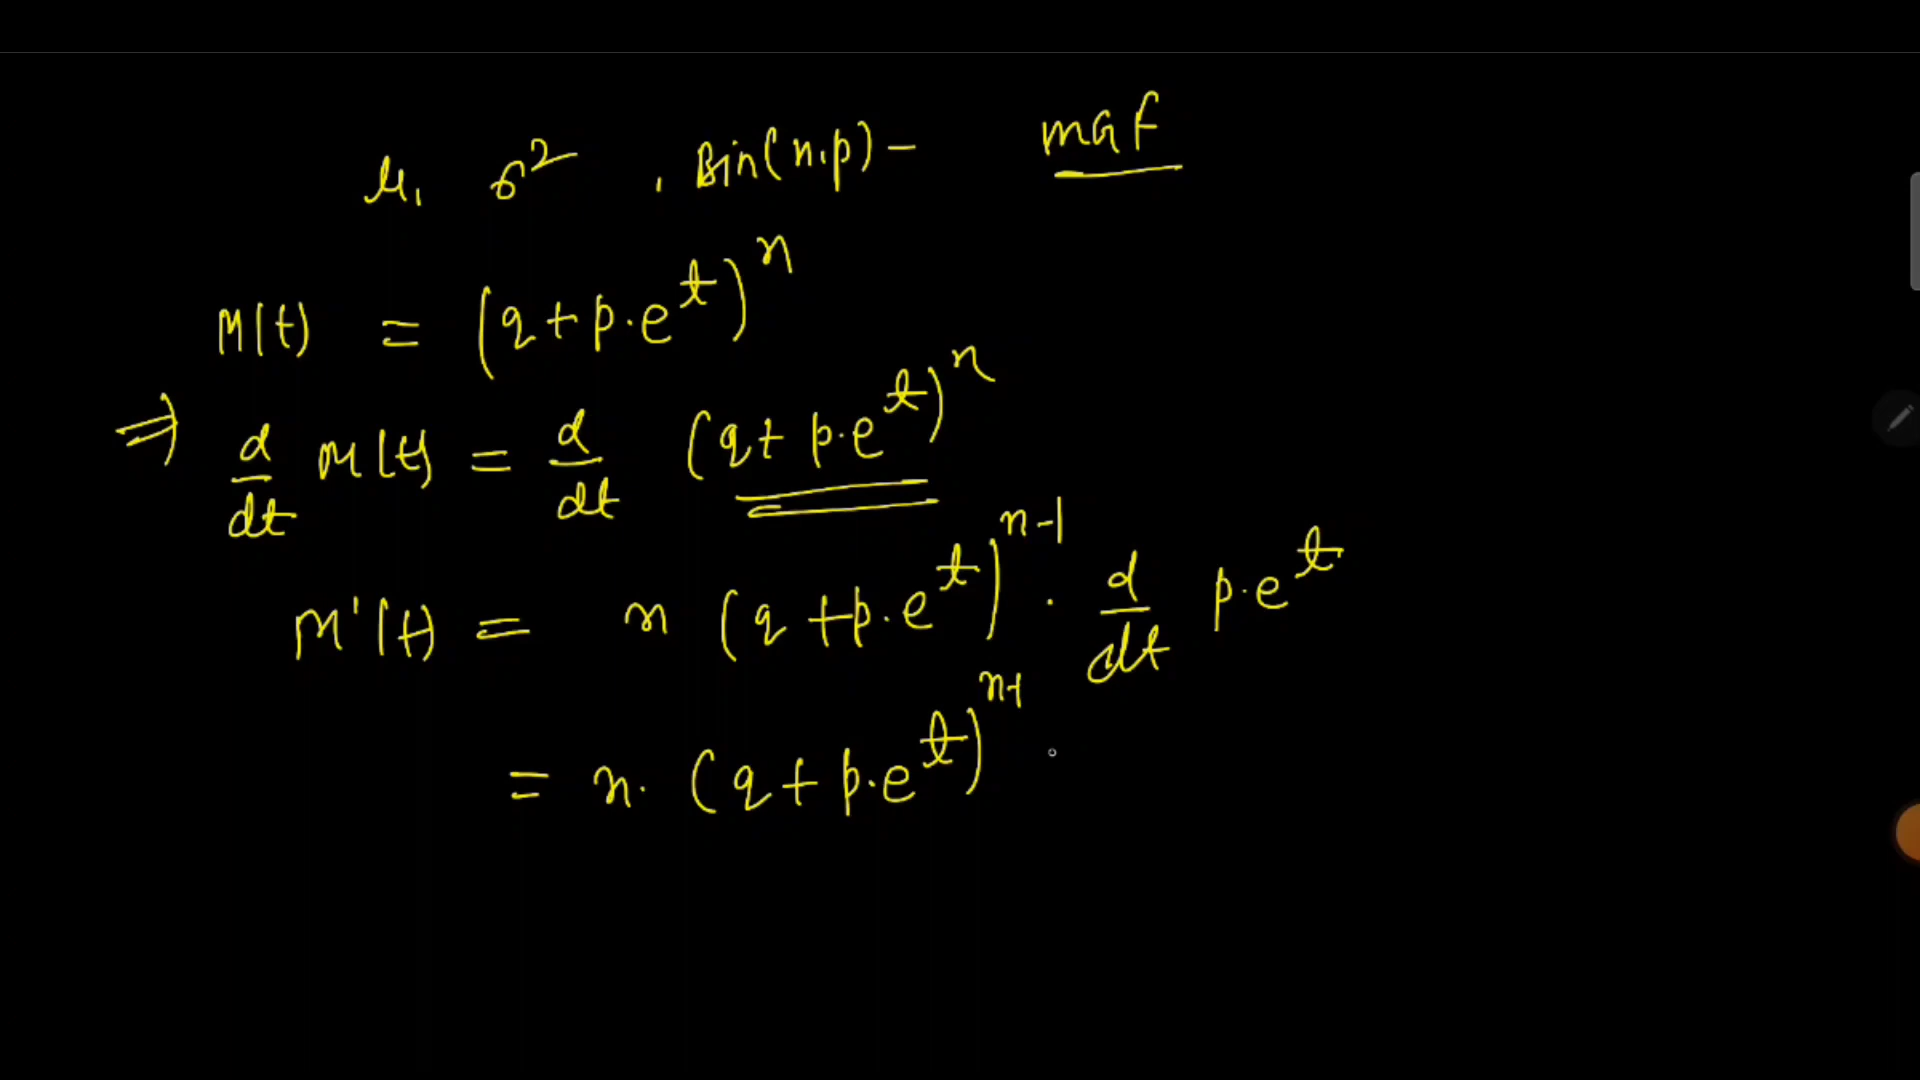 μ, σ² , Bin(n,p) - MGF
M(t) = (q+p.e^t)^n
⇒ d/dt M(t) = d/dt (q+p.e^t)^n
M'(t) = n (q+p.e^t)^n-1 . d/dt p.e^t
= n. (q+p.e^t)^n-1 .